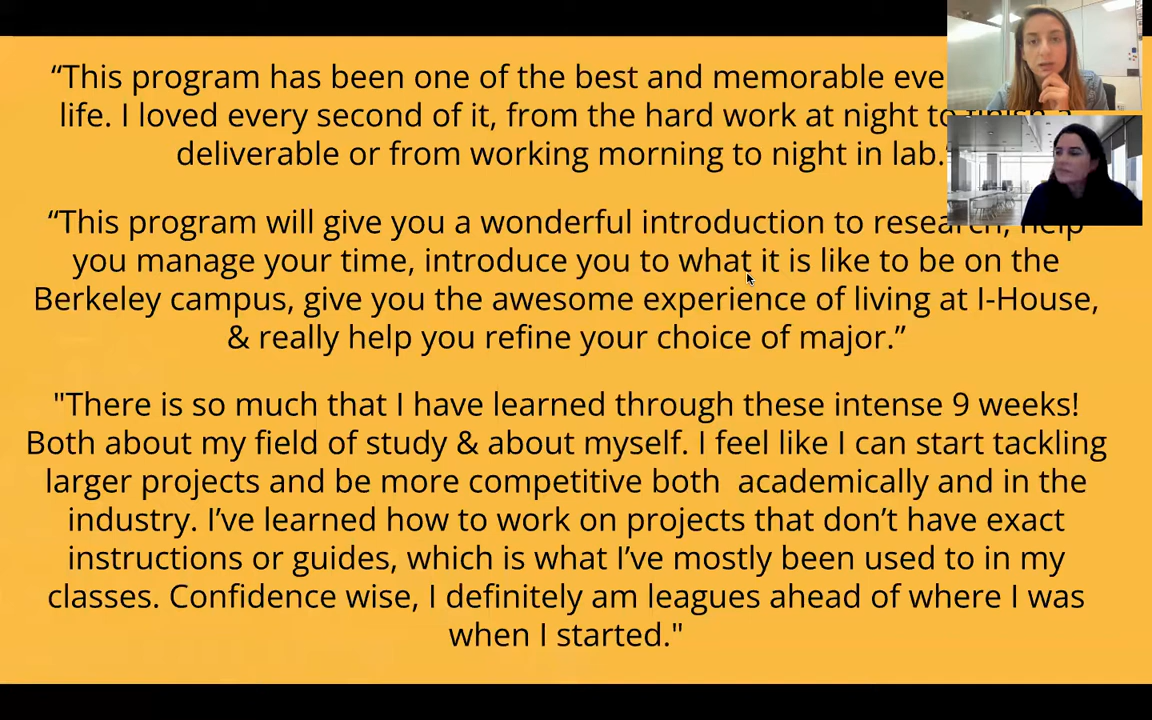 “This program has been one of the best and memorable
life. I loved every second of it, from the hard work at night to finish a
deliverable or from working morning to night in lab.
“This program will give you a wonderful introduction to research, help
you manage your time, introduce you to what it is like to be on the
Berkeley campus, give you the awesome experience of living at I-House,
& really help you refine your choice of major.”
"There is so much that I have learned through these intense 9 weeks!
Both about my field of study & about myself. I feel like I can start tackling
larger projects and be more competitive both  academically and in the
industry. I’ve learned how to work on projects that don’t have exact
instructions or guides, which is what I’ve mostly been used to in my
classes. Confidence wise, I definitely am leagues ahead of where I was
when I started."